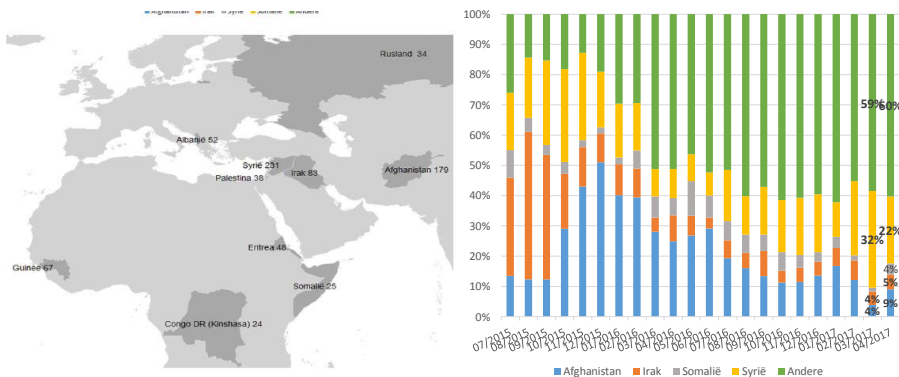 Afghanistan Irak Syrië Somalië Andere
Rusland 34
Albanië 52
Syrië 231
Palestina 38
Irak 83
Afghanistan 179
Eritrea 48
Guinee 67
Somalië 25
Congo DR (Kinshasa) 24
100%
90%
80%
70%
60%
50%
40%
30%
20%
10%
0%
59%
60%
32%
22%
4%
5%
4%
4%
9%
07/2015 08/2015 09/2015 10/2015 11/2015 12/2015 01/2016 02/2016 03/2016 04/2016 05/2016 06/2016 07/2016 08/2016 09/2016 10/2016 11/2016 12/2016 01/2017 02/2017 03/2017 04/2017
Afghanistan Irak Somalië Syrië Andere